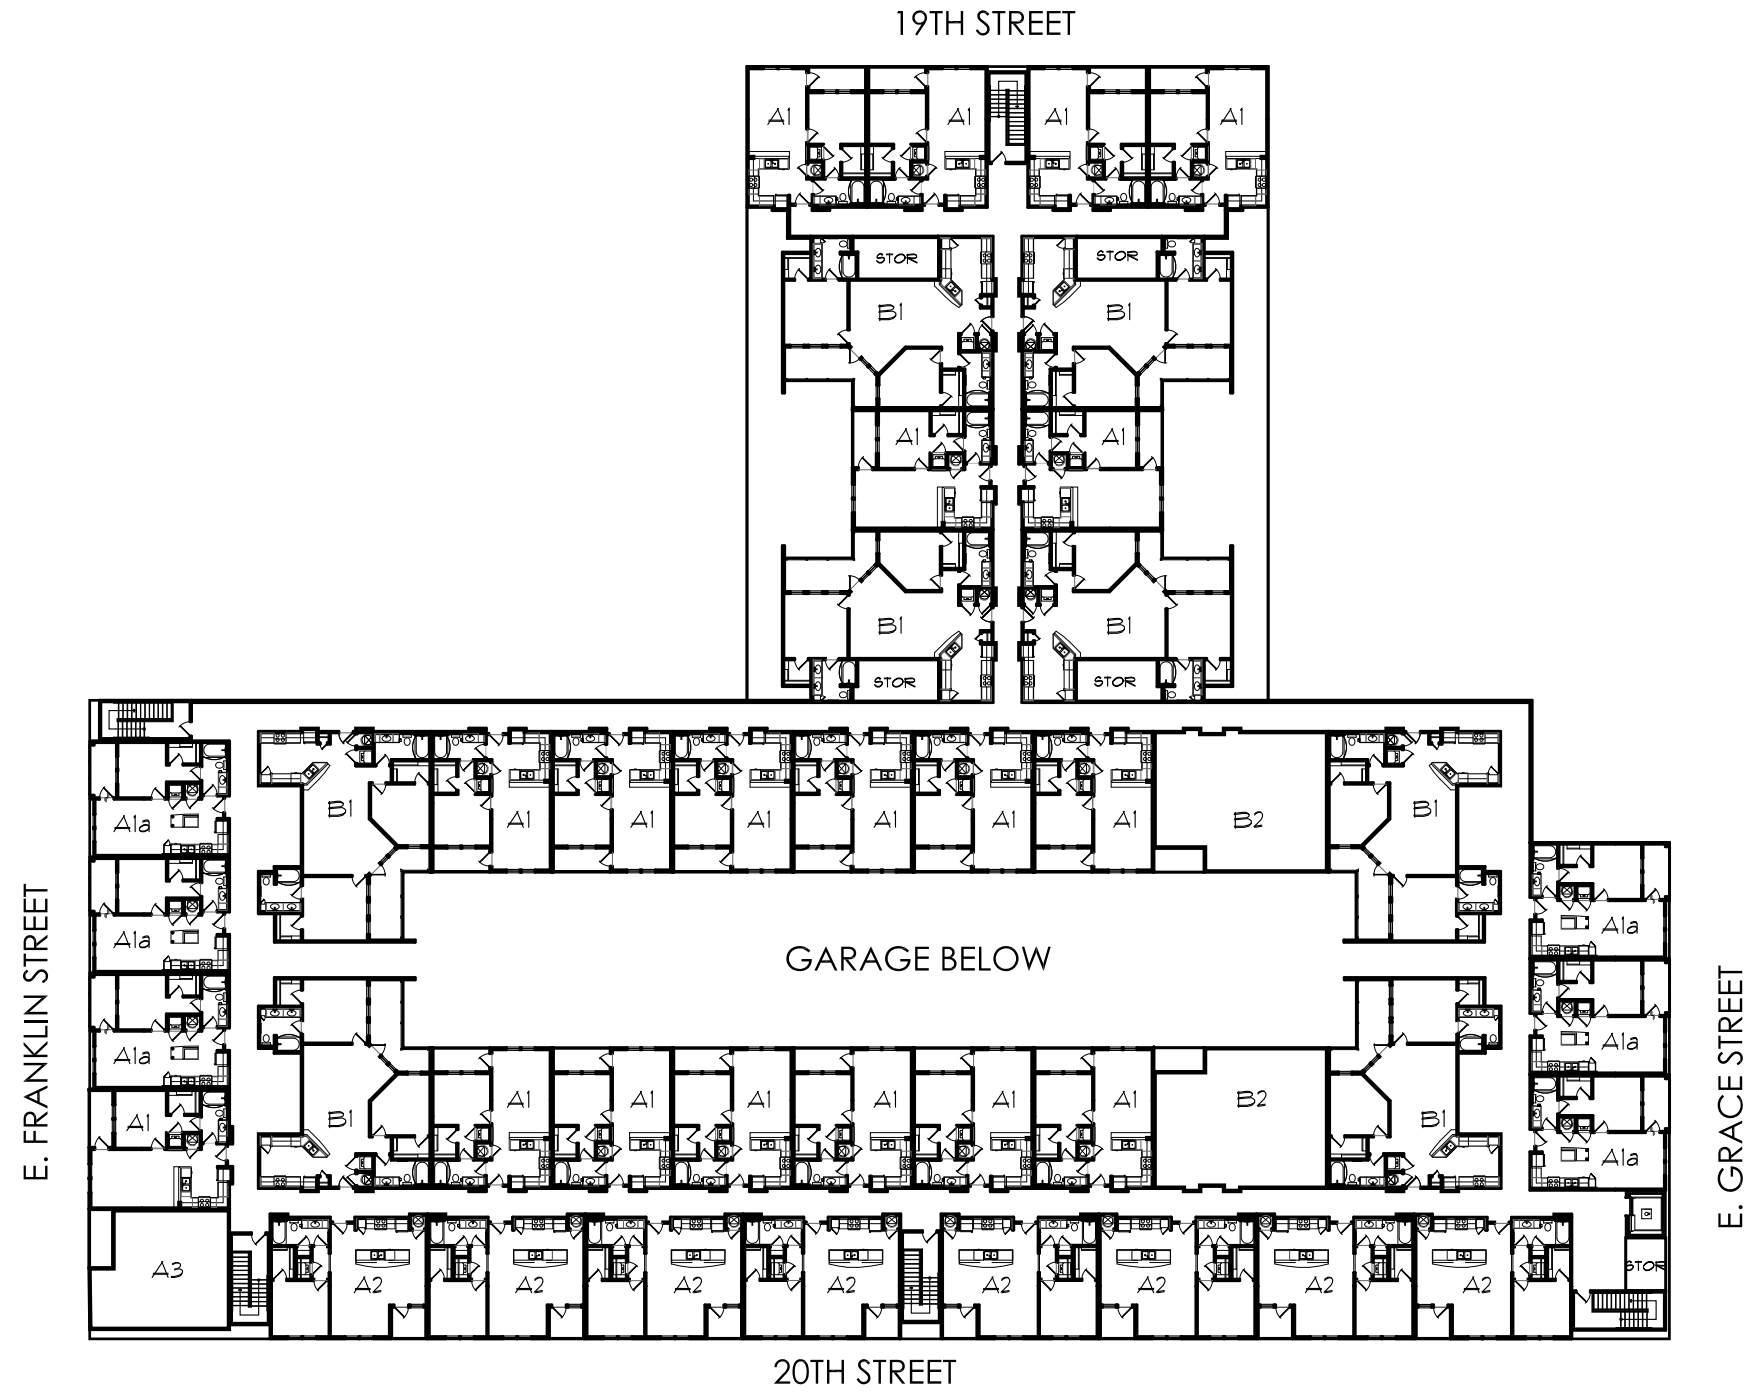 19TH STREET
A1 A1 A1 A1
STOR STOR
B1 B1
A1 A1
B1 B1
STOR STOR
B1 A1 A1 A1 A1 A1 A1 B2 B1
A1a
A1a A1a
GARAGE BELOW
A1a A1a
B1 A1 A1 A1 A1 A1 A1 B2 B1
A1 A1a
A3 STOR
A2 A2 A2 A2 A2 A2 A2 A2
E. FRANKLIN STREET
E. GRACE STREET
20TH STREET